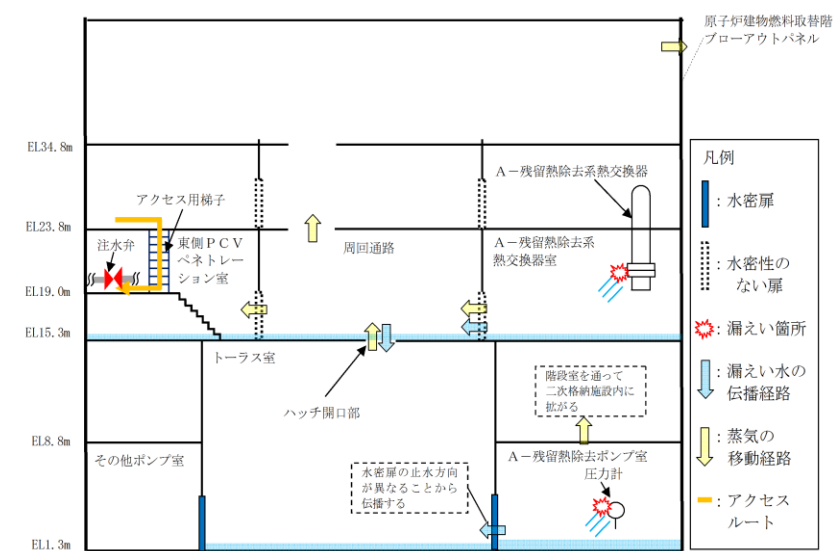 原子炉建物燃料取替階
ブローアウトパネル
EL34.8m
A－残留熱除去系熱交換器
アクセス用梯子
EL23.8m
注水弁
東側PCV
ペネトレー
ション室
周回通路
A－残留熱除去系
熱交換器室
EL19.0m
EL15.3m
トーラス室
ハッチ開口部
階段室を通って
二次格納施設内に
拡がる
EL8.8m
その他ポンプ室
水密扉の止水方向
が異なることから
伝播する
A－残留熱除去ポンプ室
圧力計
EL1.3m
凡例
：水密扉
：水密性の
ない扉
：漏えい箇所
：漏えい水の
伝播経路
：蒸気の
移動経路
：アクセス
ルート